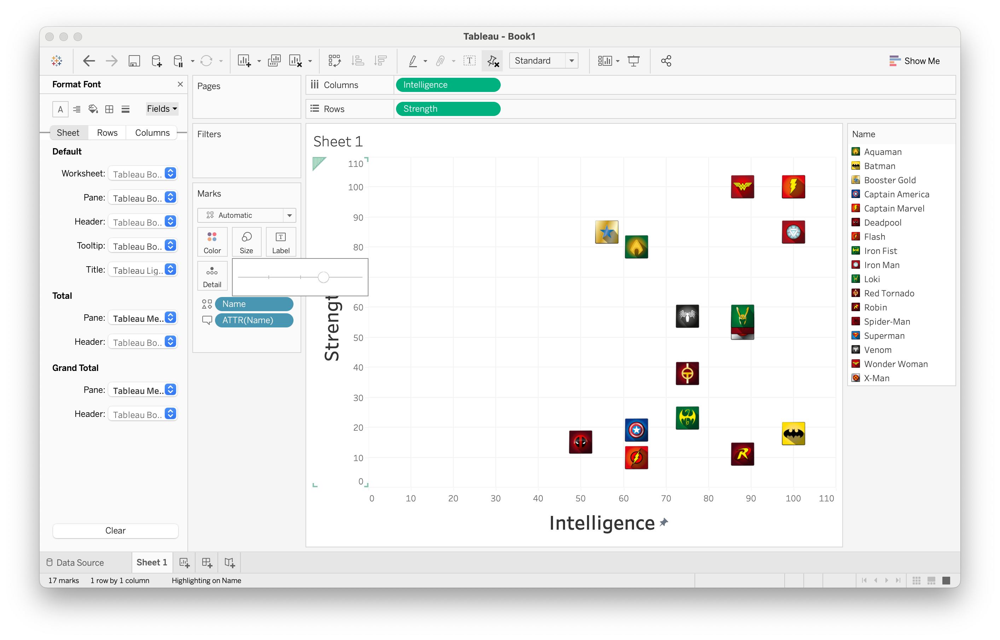 Tableau - Book1
Standard
Show Me
Format Font
Fields
Sheet
Rows
Columns
Default
Worksheet: Tableau Bo..
Pane: Tableau Bo..
Header: Tableau Bo..
Tooltip: Tableau Bo..
Title: Tableau Lig..
Total
Pane: Tableau Me..
Header: Tableau Bo..
Grand Total
Pane: Tableau Me..
Header: Tableau Bo..
Clear
Pages
Filters
Marks
Automatic
Color
Size
Label
Detail
Name
ATTR(Name)
Columns
Intelligence
Rows
Strength
Sheet 1
110
100
90
80
60
50
40
30
20
10
0
Strengt
0 10 20 30 40 50 60 70 80 90 100 110
Intelligence
Name
Aquaman
Batman
Booster Gold
Captain America
Captain Marvel
Deadpool
Flash
Iron Fist
Iron Man
Loki
Red Tornado
Robin
Spider-Man
Superman
Venom
Wonder Woman
X-Man
Data Source
Sheet 1
17 marks
1 row by 1 column
Highlighting on Name